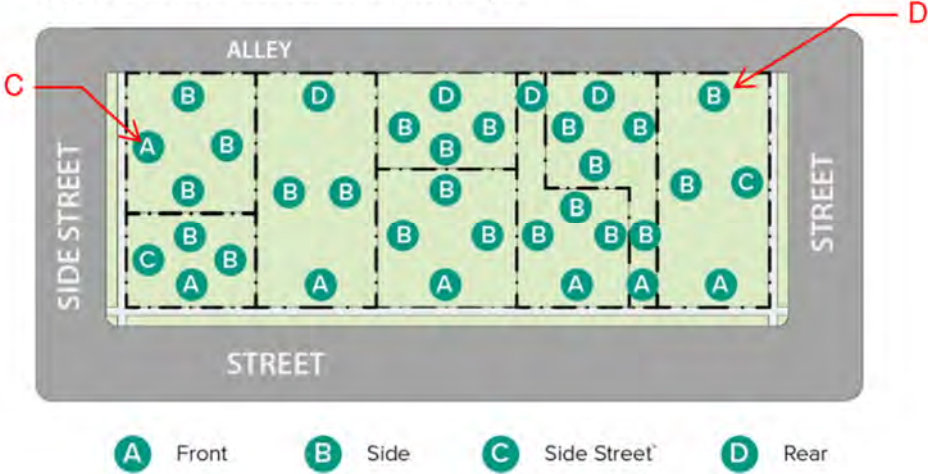 D
ALLEY
C
B D D D D B
B B B B
A B B
B
B B B B B C
B
B B B B B B
C B
A A A A A A
SIDE STREET
STREET
STREET
A Front B Side C Side Street* D Rear